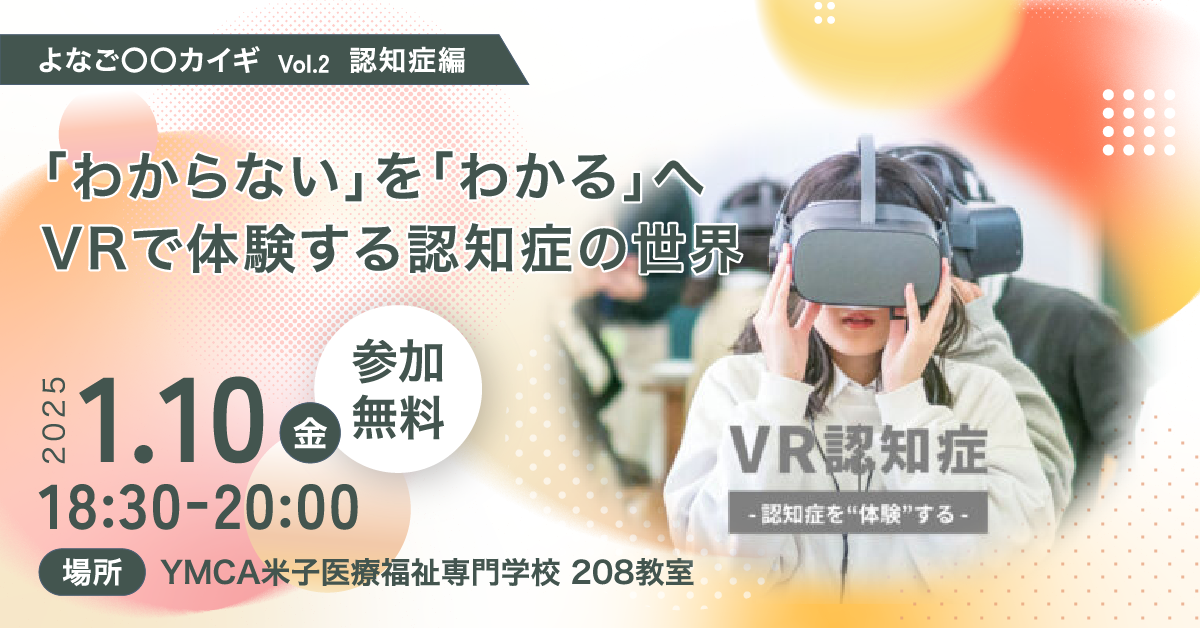 よなご〇〇カイギ Vol.2 認知症編
「わからない」を「わかる」へ
VRで体験する認知症の世界
参加
無料
2025
1.10 金
18:30-20:00
場所 YMCA米子医療福祉専門学校 208教室
VR認知症
- 認知症を“体験”する -